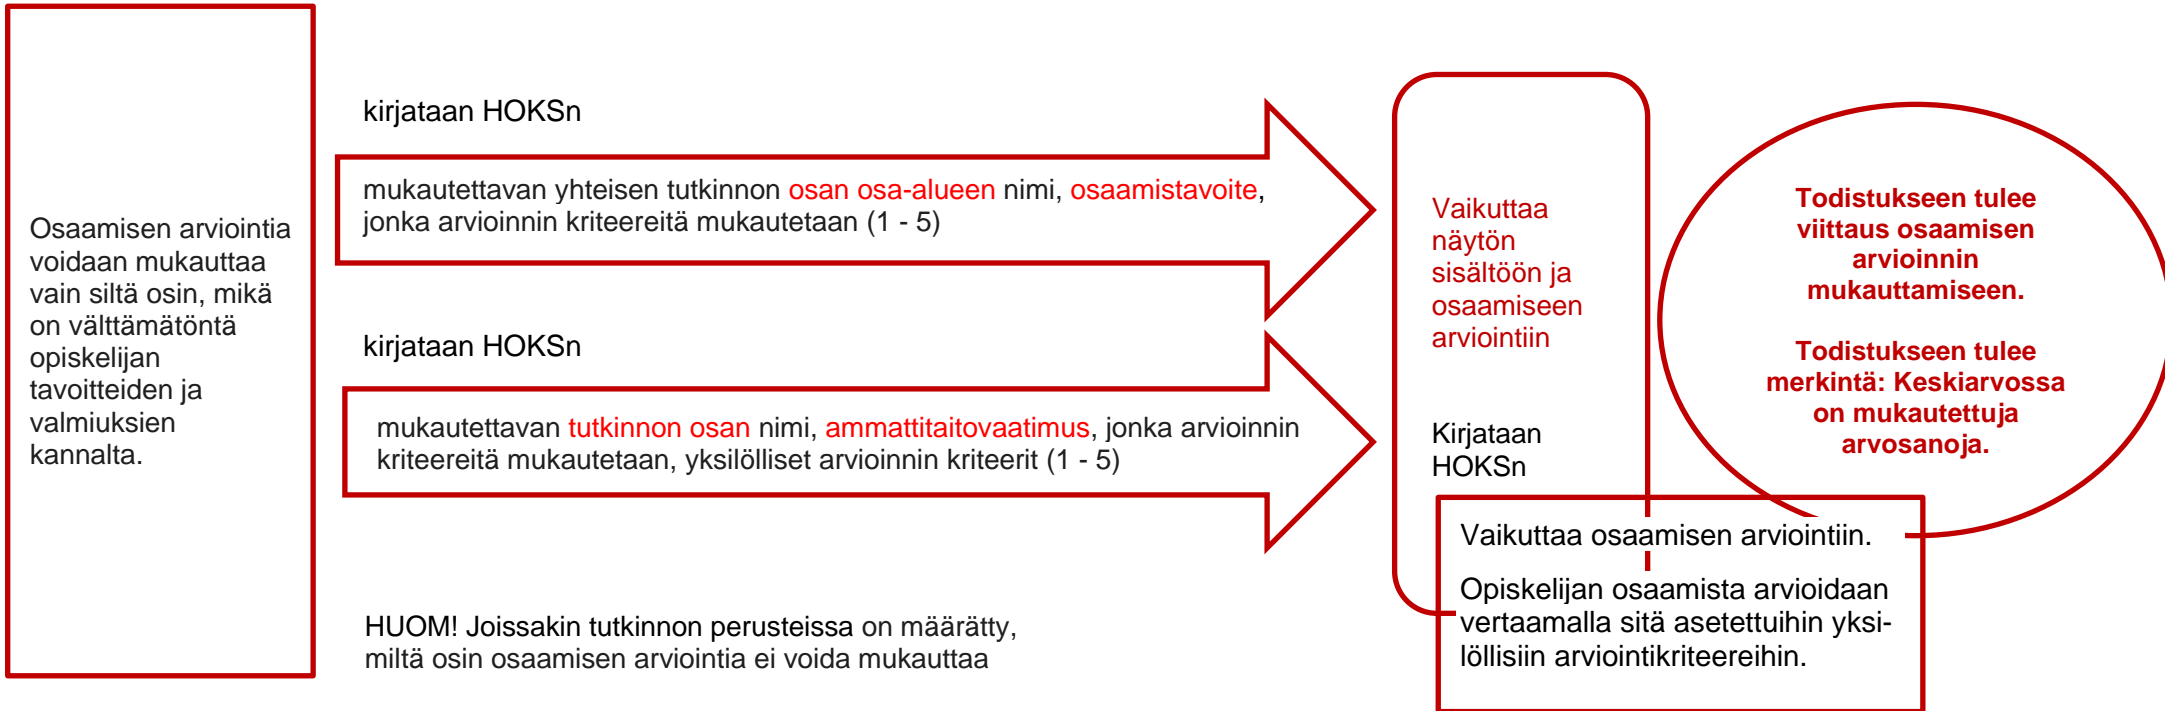 Osaamisen arviointia
voidaan mukauttaa
vain siltä osin, mikä
on välttämätöntä
opiskelijan
tavoitteiden ja
valmiuksien
kannalta.
kirjataan HOKSn
mukautettavan yhteisen tutkinnon osan osa-alueen nimi, osaamistavoite,
jonka arvioinnin kriteereitä mukautetaan (1 - 5)
kirjataan HOKSn
mukautettavan tutkinnon osan nimi, ammattitaitovaatimus, jonka arvioinnin
kriteereitä mukautetaan, yksilölliset arvioinnin kriteerit (1 - 5)
HUOM! Joissakin tutkinnon perusteissa on määrätty,
miltä osin osaamisen arviointia ei voida mukauttaa
Vaikuttaa
näytön
sisältöön ja
osaamiseen
arviointiin
Kirjataan
HOKSn
Vaikuttaa osaamisen arviointiin.
Opiskelijan osaamista arvioidaan
vertaamalla sitä asetettuihin yksi-
löllisiin arviointikriteereihin.
Todistukseen tulee
viittaus osaamisen
arvioinnin
mukauttamiseen.
Todistukseen tulee
merkintä: Keskiarvossa
on mukautettuja
arvosanoja.